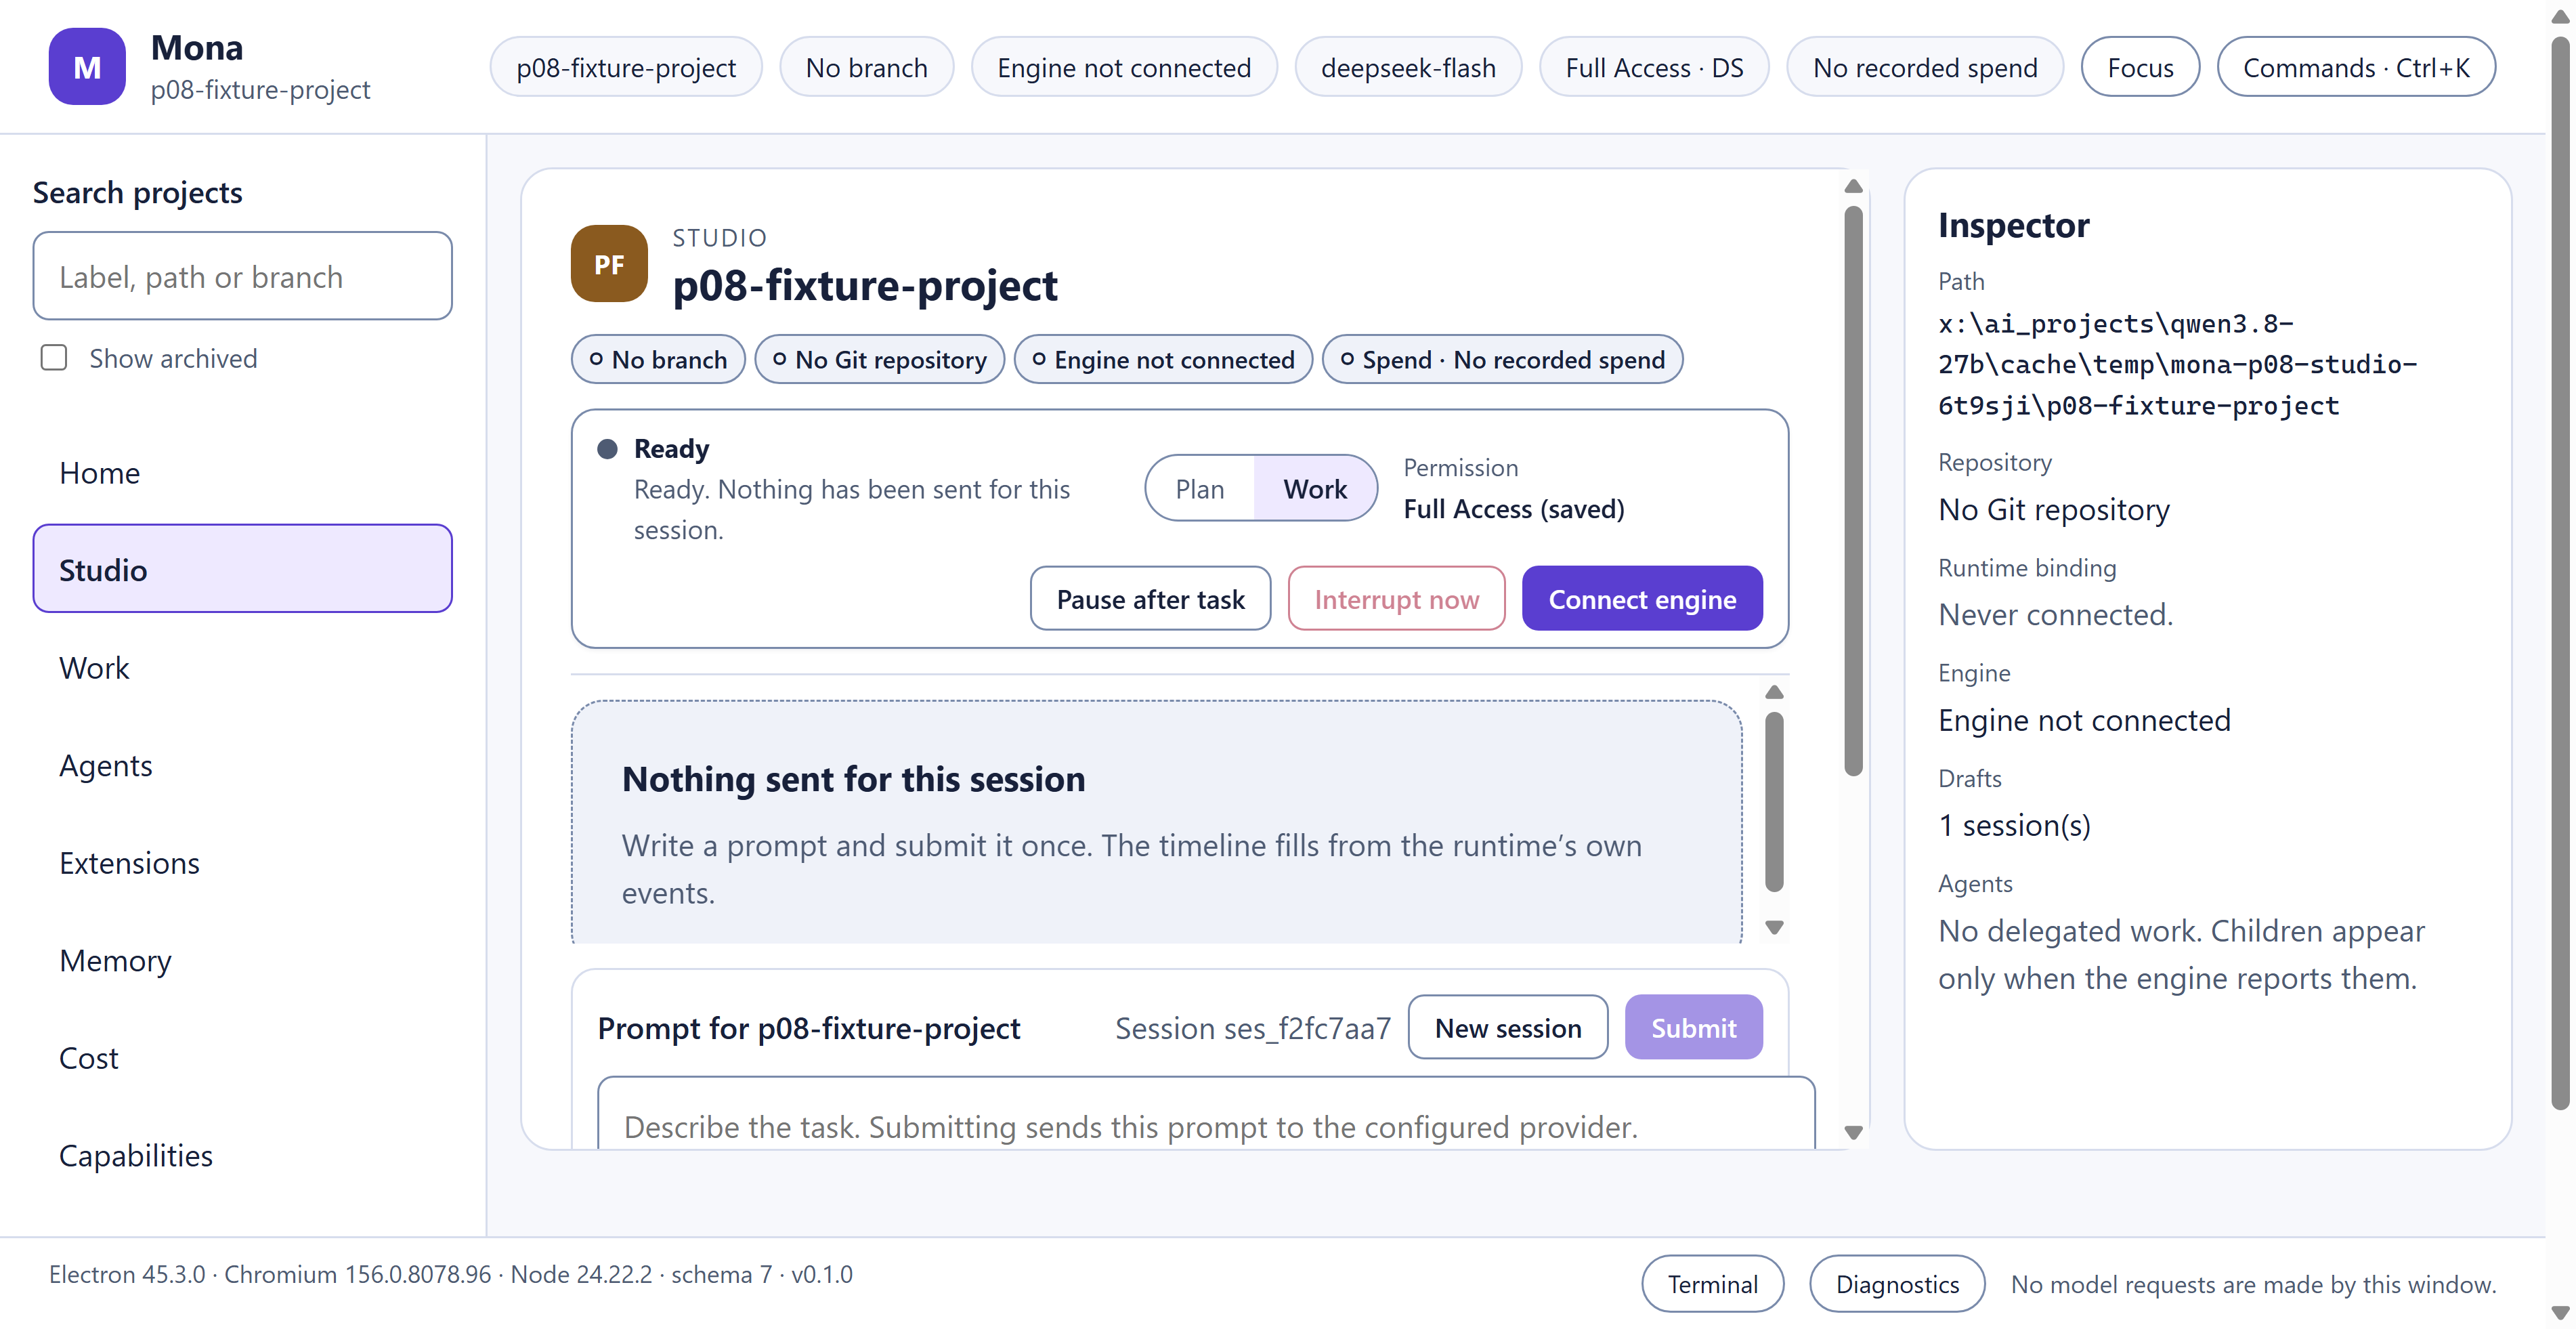 M
Mona
p08-fixture-project
p08-fixture-project
No branch
Engine not connected
deepseek-flash
Full Access · DS
No recorded spend
Focus
Commands · Ctrl+K
Search projects
Label, path or branch
Show archived
Home
Studio
Work
Agents
Extensions
Memory
Cost
Capabilities
PF
STUDIO
p08-fixture-project
No branch
No Git repository
Engine not connected
Spend · No recorded spend
Ready
Ready. Nothing has been sent for this
session.
Plan
Work
Permission
Full Access (saved)
Pause after task
Interrupt now
Connect engine
Nothing sent for this session
Write a prompt and submit it once. The timeline fills from the runtime’s own
events.
Prompt for p08-fixture-project
Session ses_f2fc7aa7
New session
Submit
Describe the task. Submitting sends this prompt to the configured provider.
Inspector
Path
x:\ai_projects\qwen3.8-
27b\cache\temp\mona-p08-studio-
6t9sji\p08-fixture-project
Repository
No Git repository
Runtime binding
Never connected.
Engine
Engine not connected
Drafts
1 session(s)
Agents
No delegated work. Children appear
only when the engine reports them.
Electron 45.3.0 · Chromium 156.0.8078.96 · Node 24.22.2 · schema 7 · v0.1.0
Terminal
Diagnostics
No model requests are made by this window.